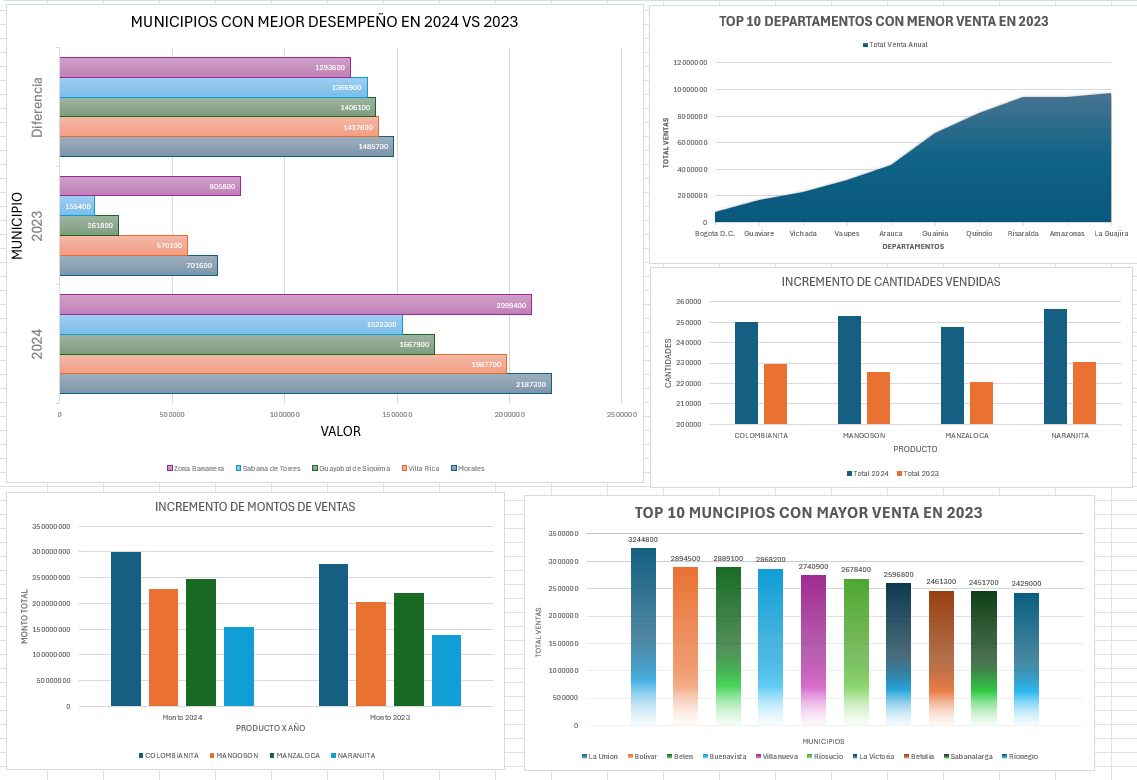 MUNICIPIOS CON MEJOR DESEMPEÑO EN 2024 VS 2023
MUNICIPIO
Diferencia
1293600
1366900
1406100
1417600
1485700
2023
805800
155400
261800
570100
701600
2024
2099400
1522300
1667900
1987700
2187300
0 500000 1000000 1500000 2000000 2500000
VALOR
Zona Bananera Sabana de Torres Guayabal de Siquima Villa Rica Morales
TOP 10 DEPARTAMENTOS CON MENOR VENTA EN 2023
Total Venta Anual
TOTAL VENTAS
12000000
10000000
8000000
6000000
4000000
2000000
0
Bogota D.C. Guaviare Vichada Vaupes Arauca Guainia Quindio Risaralda Amazonas La Guajira
DEPARTAMENTOS
INCREMENTO DE CANTIDADES VENDIDAS
CANTIDADES
260000
250000
240000
230000
220000
210000
200000
COLOMBIANITA MANGOSON MANZALOCA NARANJITA
PRODUCTO
Total 2024 Total 2023
INCREMENTO DE MONTOS DE VENTAS
MONTO TOTAL
350000000
300000000
250000000
200000000
150000000
100000000
50000000
0
Monto 2024 Monto 2023
PRODUCTO X AÑO
COLOMBIANITA MANGOSON MANZALOCA NARANJITA
TOP 10 MUNCIPIOS CON MAYOR VENTA EN 2023
TOTAL VENTAS
3500000
3000000
2500000
2000000
1500000
1000000
500000
0
3244800 2894500 2889100 2868200 2740900 2678400 2596800 2461300 2451700 2429000
MUNICIPIOS
La Union Bolivar Belen Buenavista Villanueva Riosucio La Victoria Betulia Sabanalarga Rionegro